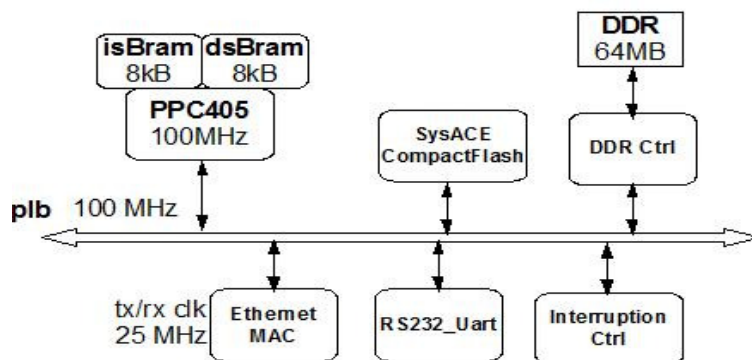 isBram dsBram DDR
8kB 8kB 64MB
PPC405
100MHz
SysACE
CompactFlash
DDR Ctrl
plb 100 MHz
tx/rx clk
25 MHz
Ethernet
MAC
RS232_Uart
Interruption
Ctrl